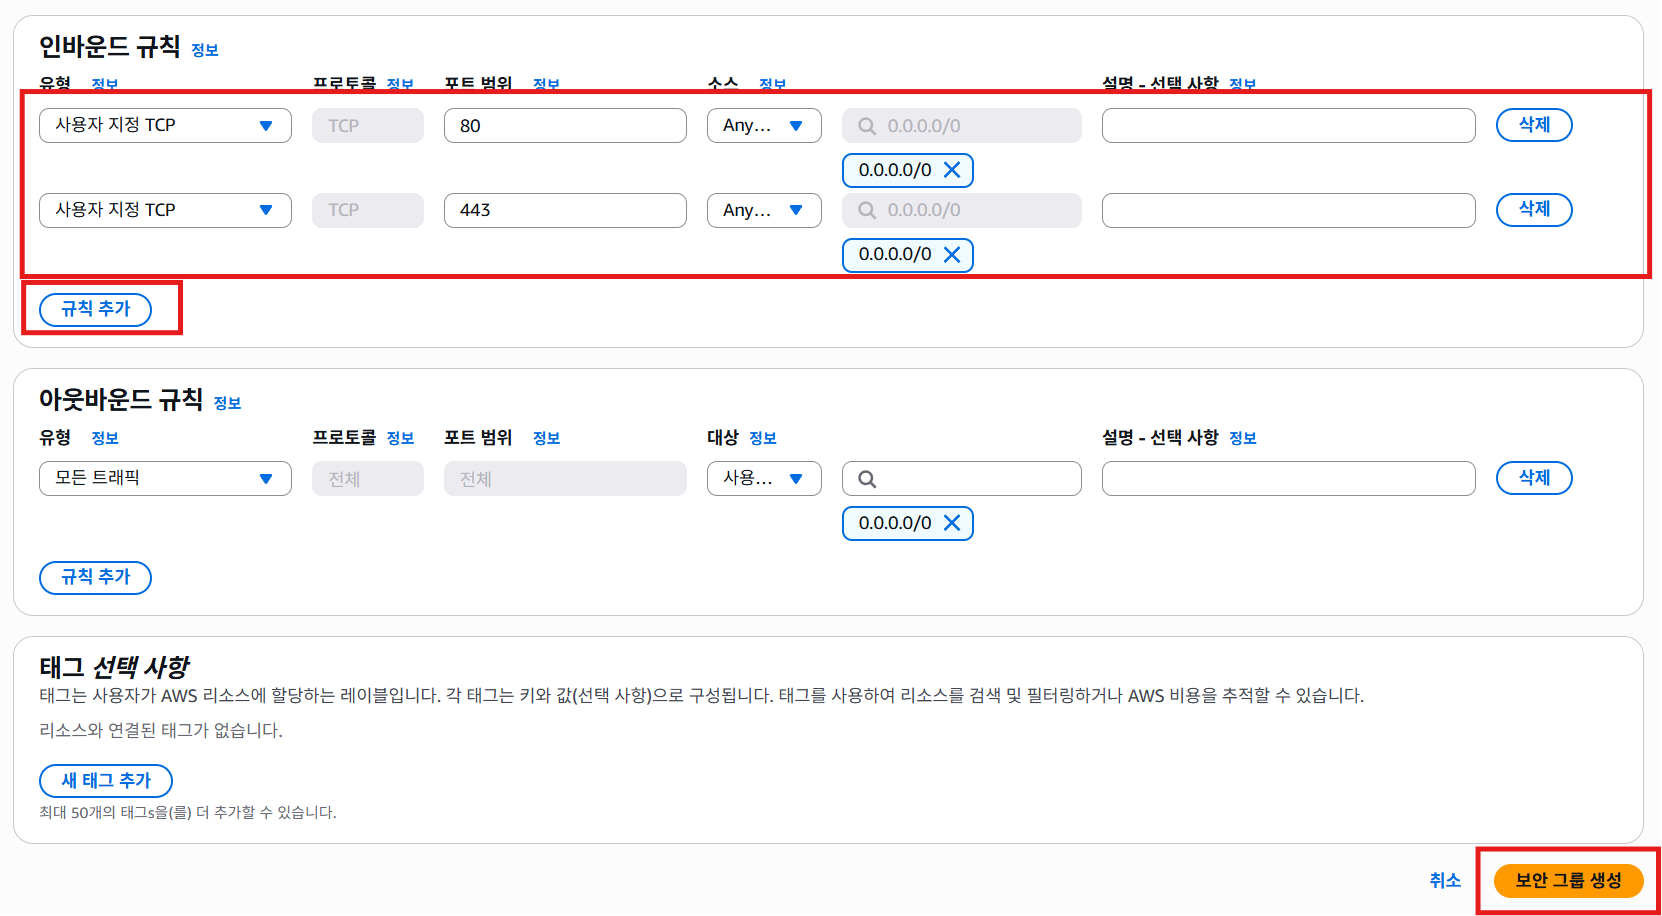 인바운드 규칙 정보
유형 정보 프로토콜 정보 포트 범위 정보 소스 정보 설명 - 선택 사항 정보
사용자 지정 TCP TCP 80 Any... 0.0.0.0/0 삭제
0.0.0.0/0
사용자 지정 TCP TCP 443 Any... 0.0.0.0/0 삭제
0.0.0.0/0
규칙 추가
아웃바운드 규칙 정보
유형 정보 프로토콜 정보 포트 범위 정보 대상 정보 설명 - 선택 사항 정보
모든 트래픽 전체 전체 사용... 삭제
0.0.0.0/0
규칙 추가
태그 선택 사항
태그는 사용자가 AWS 리소스에 할당하는 레이블입니다. 각 태그는 키와 값(선택 사항)으로 구성됩니다. 태그를 사용하여 리소스를 검색 및 필터링하거나 AWS 비용을 추적할 수 있습니다.
리소스와 연결된 태그가 없습니다.
새 태그 추가
최대 50개의 태그s을(를) 더 추가할 수 있습니다.
취소 보안 그룹 생성